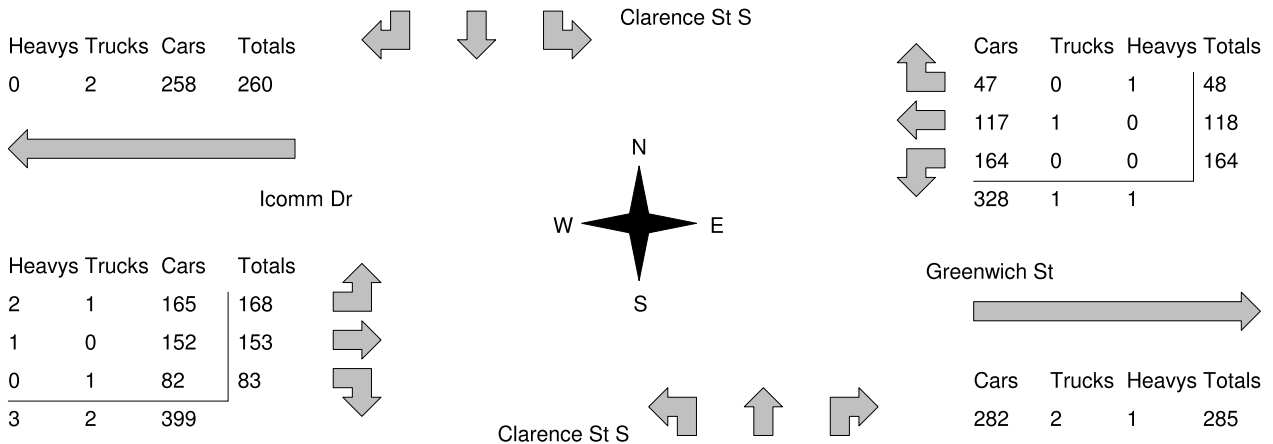 Clarence St S
Heavys Trucks Cars Totals
0 2 258 260
Cars Trucks Heavys Totals
47 0 1 48
117 1 0 118
164 0 0 164
328 1 1
N
W E
S
Icomm Dr
Heavys Trucks Cars Totals
2 1 165 168
1 0 152 153
0 1 82 83
3 2 399
Greenwich St
Cars Trucks Heavys Totals
282 2 1 285
Clarence St S